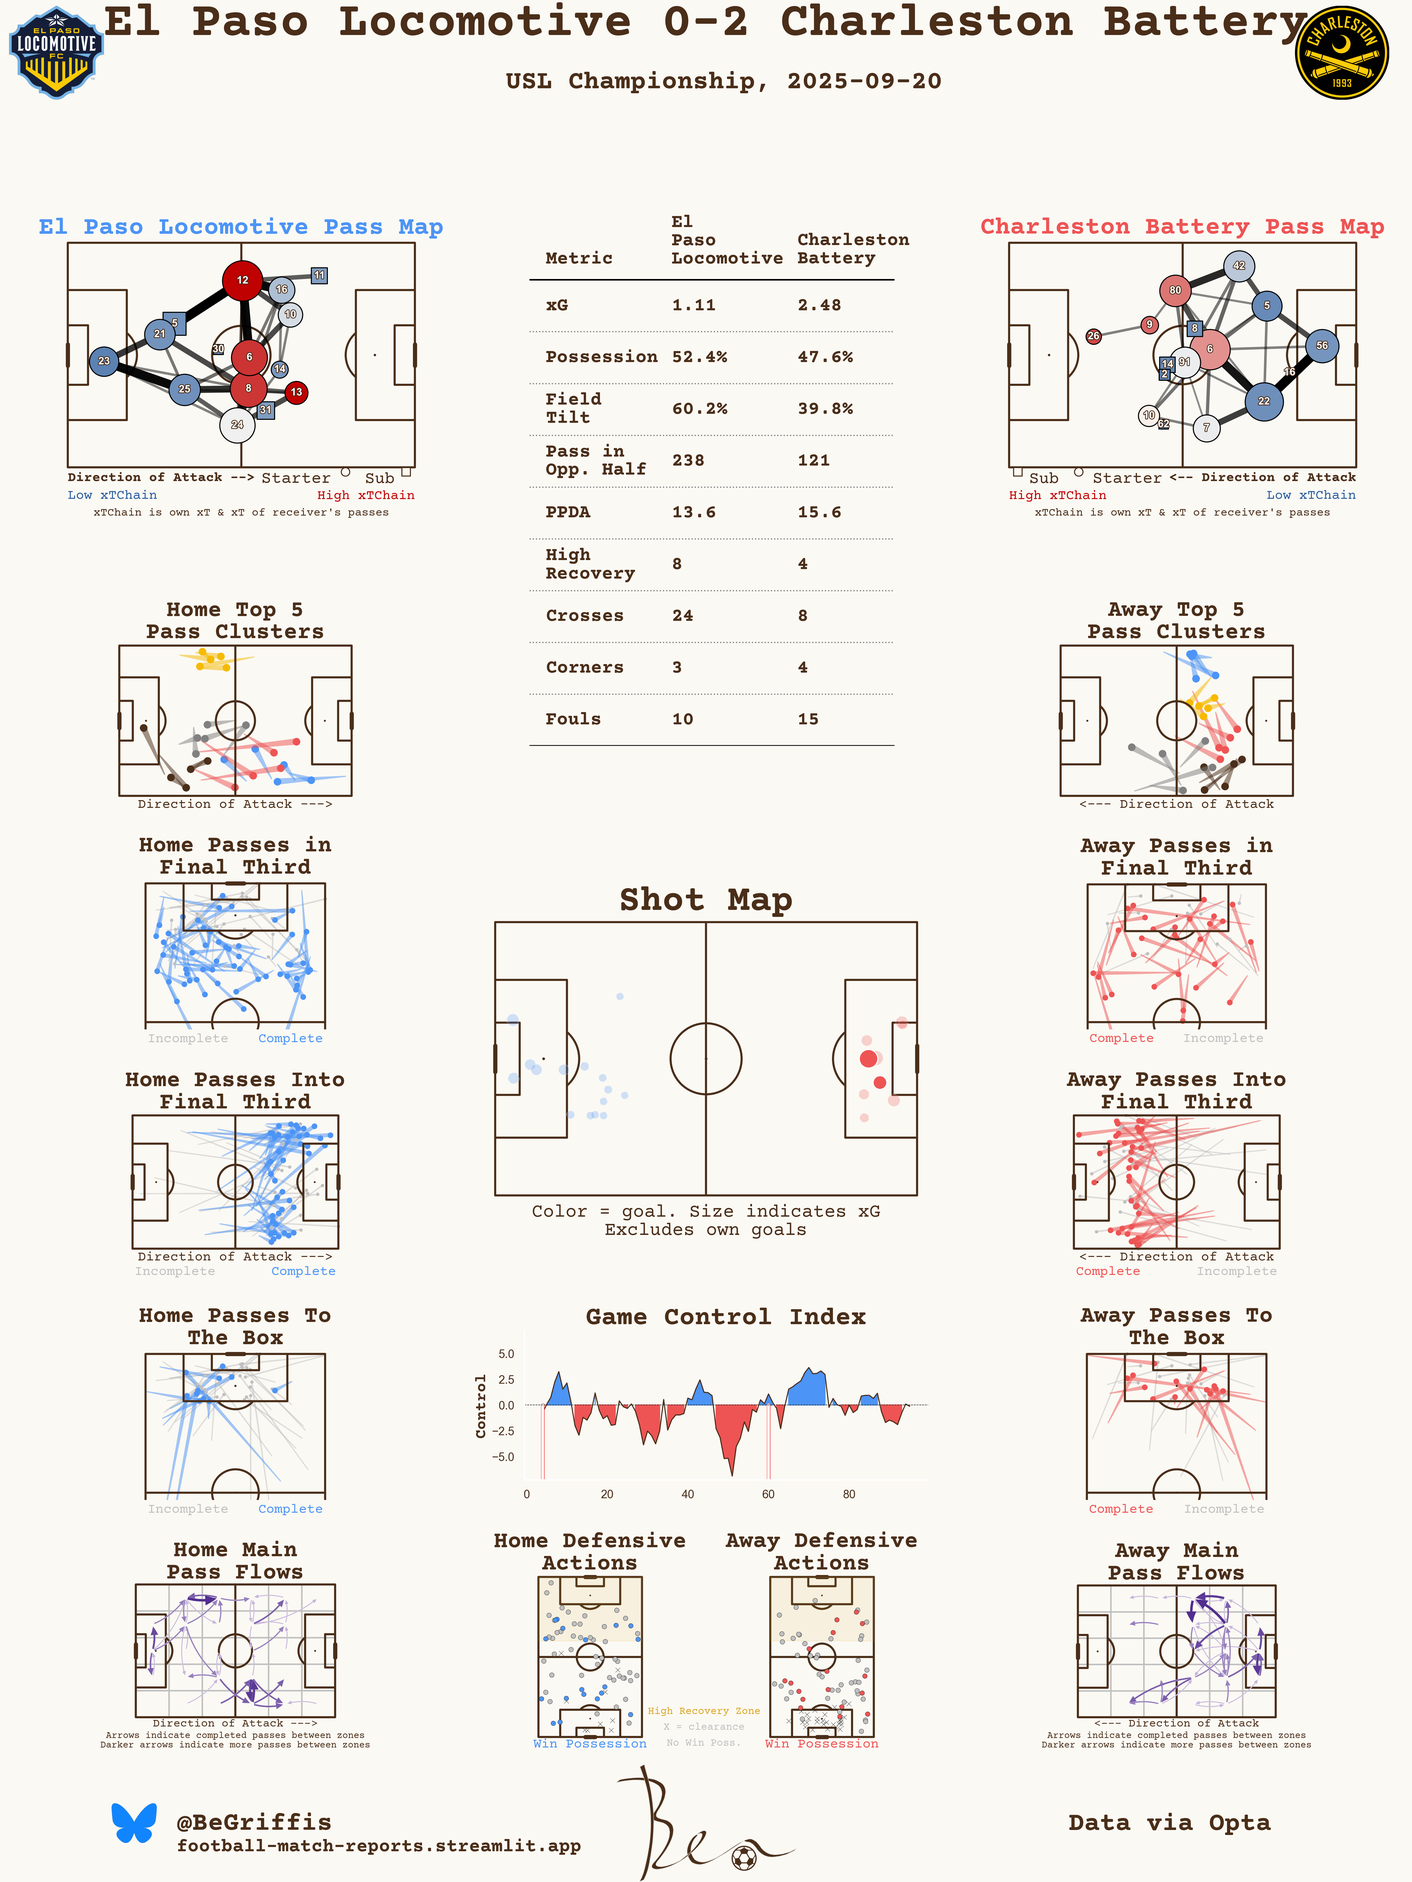 El Paso Locomotive 0-2 Charleston Battery
USL Championship, 2025-09-20
EL PASO
LOCOMOTIVE
FC
CHARLESTON
1993
El Paso Locomotive Pass Map
12
11
16
10
5
21
30
23
6
14
25
8
13
31
24
Direction of Attack --> Starter Sub
Low xTChain High xTChain
xTChain is own xT & xT of receiver's passes
Metric El Paso Locomotive Charleston Battery
xG 1.11 2.48
Possession 52.4% 47.6%
Field Tilt 60.2% 39.8%
Pass in Opp. Half 238 121
PPDA 13.6 15.6
High Recovery 8 4
Crosses 24 8
Corners 3 4
Fouls 10 15
Charleston Battery Pass Map
42
80
5
9
8
26
6
56
14
91
2
16
22
10
62
7
Sub Starter <-- Direction of Attack
High xTChain Low xTChain
xTChain is own xT & xT of receiver's passes
Home Top 5
Pass Clusters
Direction of Attack --->
Away Top 5
Pass Clusters
<--- Direction of Attack
Home Passes in
Final Third
Incomplete Complete
Away Passes in
Final Third
Complete Incomplete
Shot Map
Color = goal. Size indicates xG
Excludes own goals
Home Passes Into
Final Third
Direction of Attack --->
Incomplete Complete
Away Passes Into
Final Third
<--- Direction of Attack
Complete Incomplete
Home Passes To
The Box
Incomplete Complete
Game Control Index
Control
5.0
2.5
0.0
−2.5
−5.0
0 20 40 60 80
Away Passes To
The Box
Complete Incomplete
Home Main
Pass Flows
Direction of Attack --->
Arrows indicate completed passes between zones
Darker arrows indicate more passes between zones
Home Defensive
Actions
Win Possession
High Recovery Zone
X = clearance
No Win Poss.
Away Defensive
Actions
Win Possession
Away Main
Pass Flows
<--- Direction of Attack
Arrows indicate completed passes between zones
Darker arrows indicate more passes between zones
@BeGriffis
football-match-reports.streamlit.app
Ben
Data via Opta